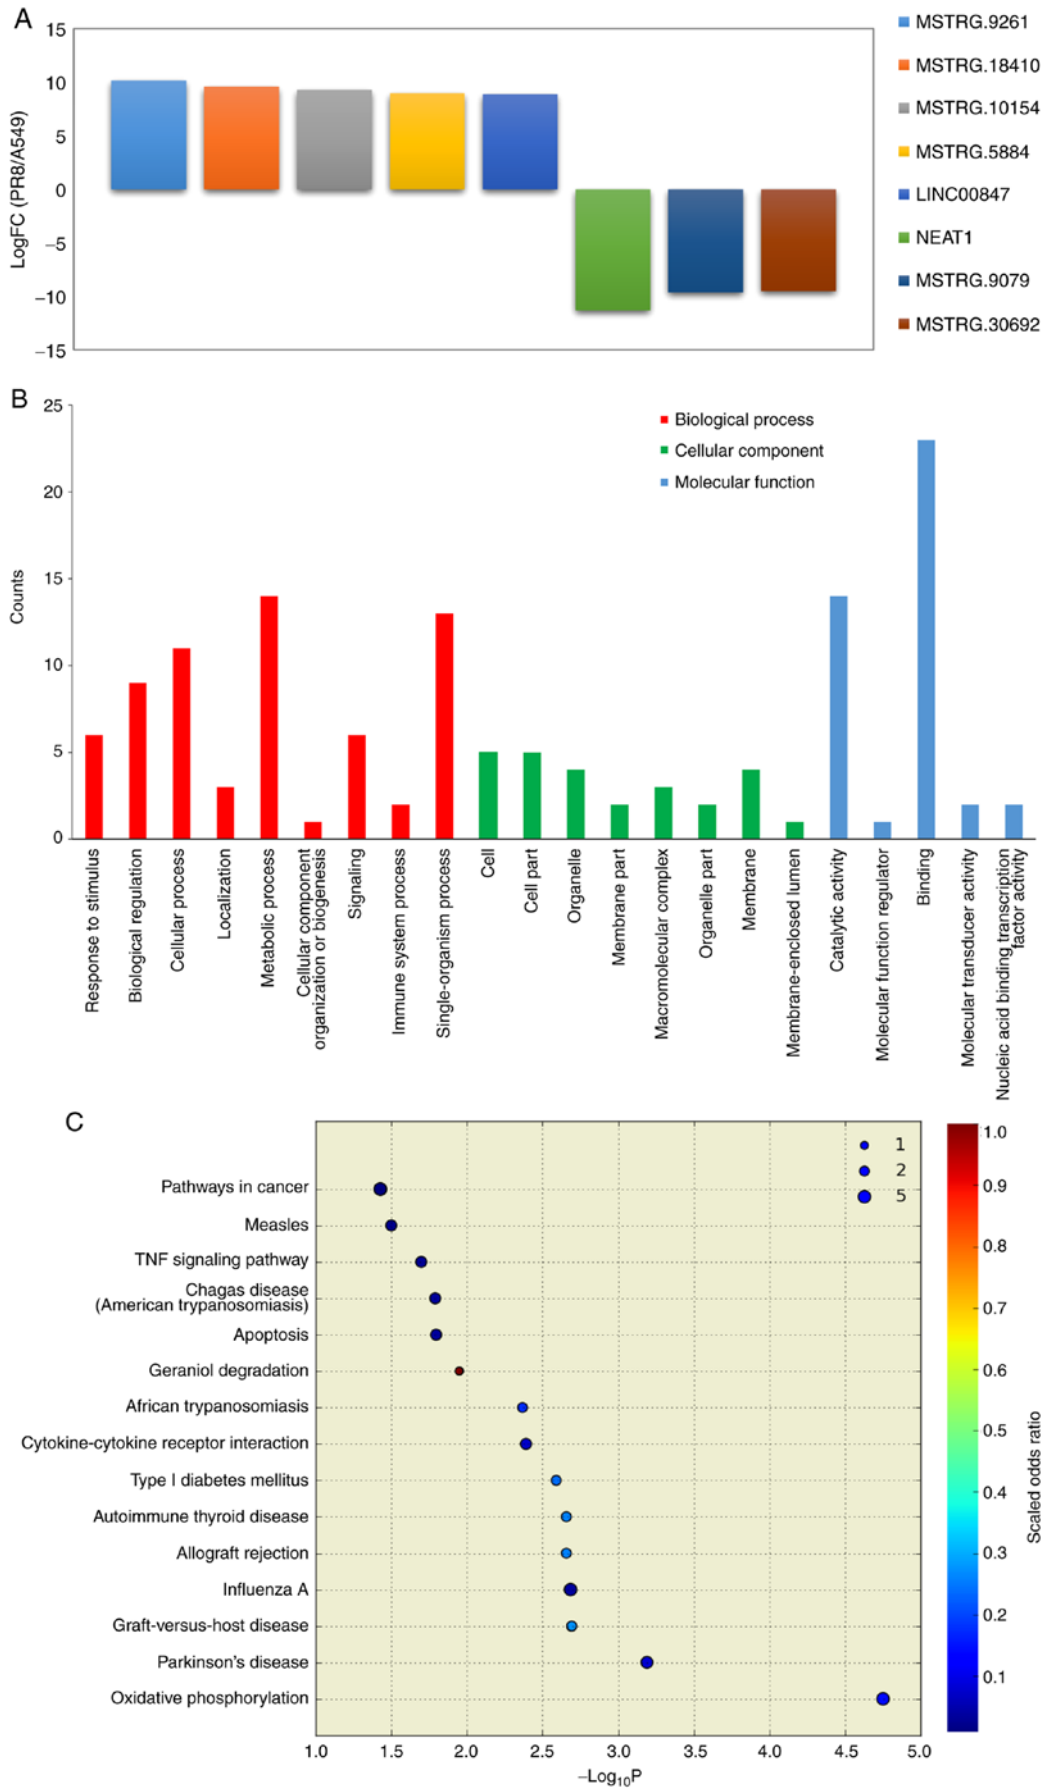 A
15
10
5
0
−5
−10
−15
LogFC (PR8/A549)
MSTRG.9261
MSTRG.18410
MSTRG.10154
MSTRG.5884
LINC00847
NEAT1
MSTRG.9079
MSTRG.30692
B
25
20
15
10
5
0
Counts
Biological process
Cellular component
Molecular function
Response to stimulus
Biological regulation
Cellular process
Localization
Metabolic process
Cellular component
organization or biogenesis
Signaling
Immune system process
Single-organism process
Cell
Cell part
Organelle
Membrane part
Macromolecular complex
Organelle part
Membrane
Membrane-enclosed lumen
Catalytic activity
Molecular function regulator
Binding
Molecular transducer activity
Nucleic acid binding transcription
factor activity
C
Pathways in cancer
Measles
TNF signaling pathway
Chagas disease
(American trypanosomiasis)
Apoptosis
Geraniol degradation
African trypanosomiasis
Cytokine-cytokine receptor interaction
Type I diabetes mellitus
Autoimmune thyroid disease
Allograft rejection
Influenza A
Graft-versus-host disease
Parkinson's disease
Oxidative phosphorylation
1
2
5
1.0
0.9
0.8
0.7
0.6
0.5
0.4
0.3
0.2
0.1
Scaled odds ratio
1.0 1.5 2.0 2.5 3.0 3.5 4.0 4.5 5.0
−Log₁₀P